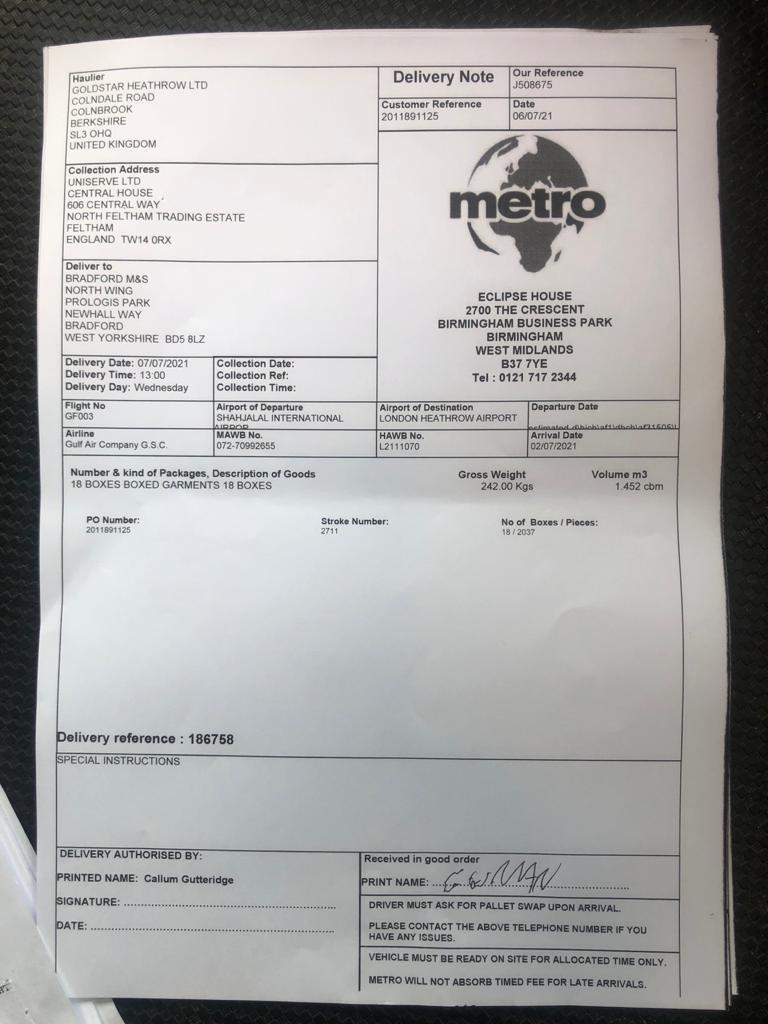 Haulier
GOLDSTAR HEATHROW LTD
COLNDALE ROAD
COLNBROOK
BERKSHIRE
SL3 OHQ
UNITED KINGDOM
Delivery Note
Our Reference
J508675
Customer Reference
2011891125
Date
06/07/21
Collection Address
UNISERVE LTD
CENTRAL HOUSE
606 CENTRAL WAY
NORTH FELTHAM TRADING ESTATE
FELTHAM
ENGLAND TW14 0RX
metro
ECLIPSE HOUSE
2700 THE CRESCENT
BIRMINGHAM BUSINESS PARK
BIRMINGHAM
WEST MIDLANDS
B37 7YE
Tel : 0121 717 2344
Deliver to
BRADFORD M&S
NORTH WING
PROLOGIS PARK
NEWHALL WAY
BRADFORD
WEST YORKSHIRE BD5 8LZ
Delivery Date: 07/07/2021
Delivery Time: 13:00
Delivery Day: Wednesday
Collection Date:
Collection Ref:
Collection Time:
Flight No
GF003
Airport of Departure
SHAHJALAL INTERNATIONAL
Airport of Destination
LONDON HEATHROW AIRPORT
Departure Date
Airline
Gulf Air Company G.S.C.
MAWB No.
072-70992655
HAWB No.
L2111070
Arrival Date
02/07/2021
Number & kind of Packages, Description of Goods
18 BOXES BOXED GARMENTS 18 BOXES
Gross Weight
242.00 Kgs
Volume m3
1.452 cbm
PO Number:
2011891125
Stroke Number:
2711
No of Boxes / Pieces:
18 / 2037
Delivery reference : 186758
SPECIAL INSTRUCTIONS
DELIVERY AUTHORISED BY:
PRINTED NAME: Callum Gutteridge
SIGNATURE:
DATE:
Received in good order
PRINT NAME:
DRIVER MUST ASK FOR PALLET SWAP UPON ARRIVAL.
PLEASE CONTACT THE ABOVE TELEPHONE NUMBER IF YOU
HAVE ANY ISSUES.
VEHICLE MUST BE READY ON SITE FOR ALLOCATED TIME ONLY.
METRO WILL NOT ABSORB TIMED FEE FOR LATE ARRIVALS.